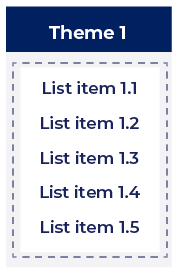 Theme 1
List item 1.1
List item 1.2
List item 1.3
List item 1.4
List item 1.5